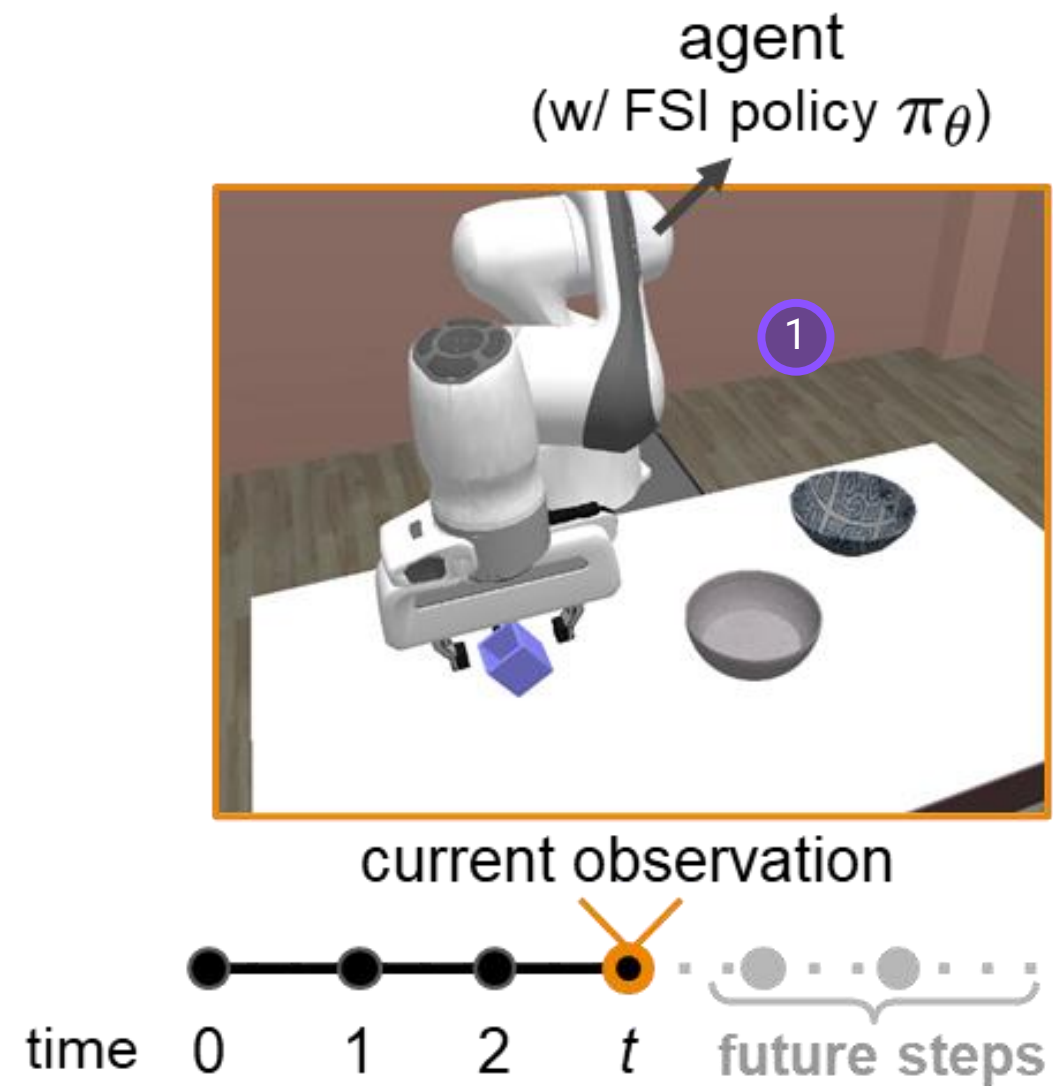 agent
(w/ FSI policy πθ)
1
current observation
time 0 1 2 t future steps